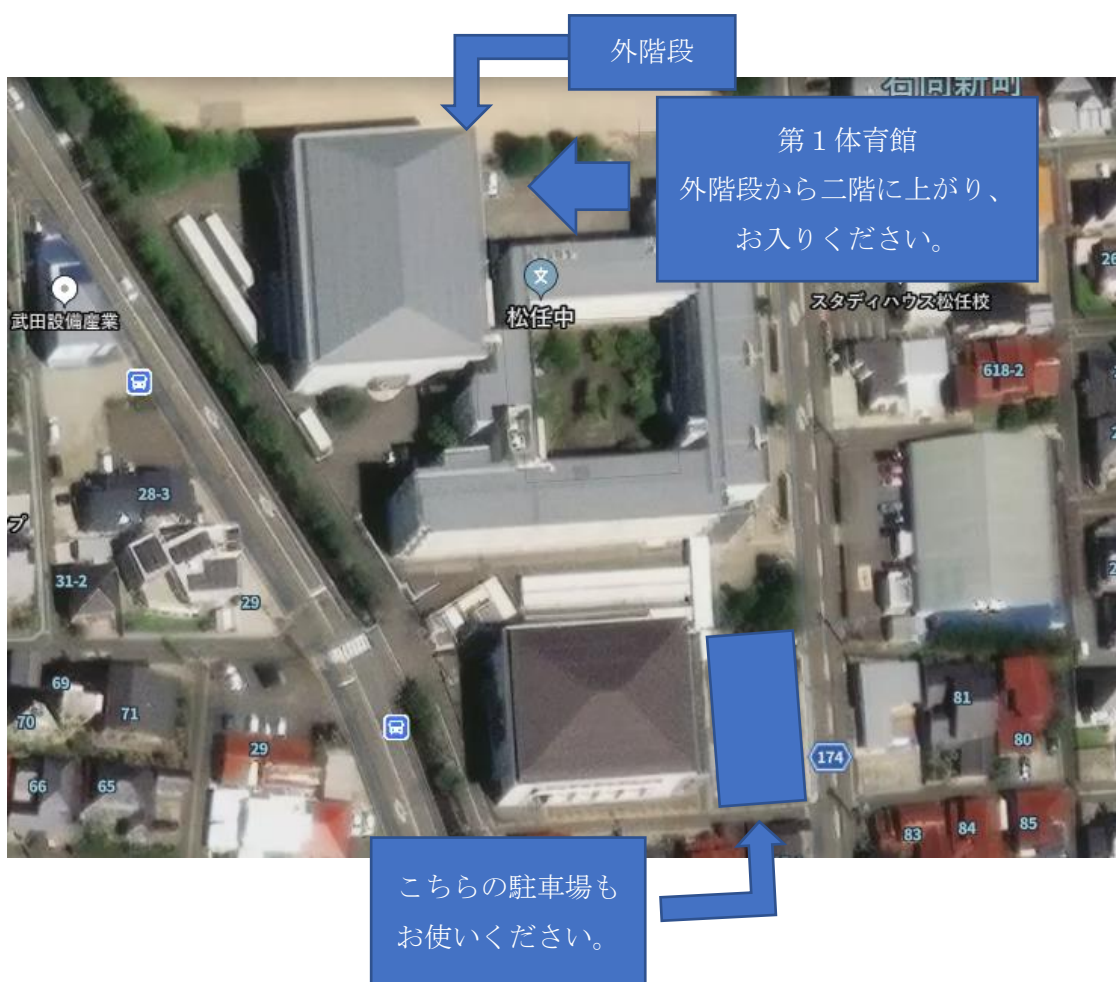 外階段
第１体育館
外階段から二階に上がり、
お入りください。
武田設備産業
松任中
スタディハウス松任校
618-2
28-3
プ
31-2
29
69
70
71
81
80
174
29
66
65
83
84
85
こちらの駐車場も
お使いください。